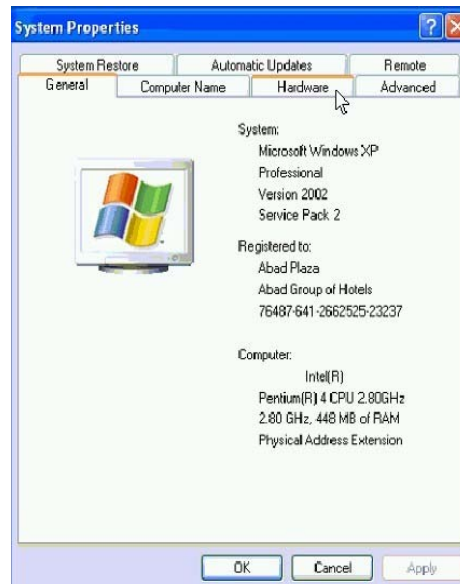 System Properties
System Restore
Automatic Updates
Remote
General
Computer Name
Hardware
Advanced
System:
Microsoft Windows XP
Professional
Version 2002
Service Pack 2
Registered to:
Abad Plaza
Abad Group of Hotels
76487-641-2662525-23237
Computer:
Intel(R)
Pentium(R) 4 CPU 2.80GHz
2.80 GHz, 448 MB of RAM
Physical Address Extension
OK
Cancel
Apply